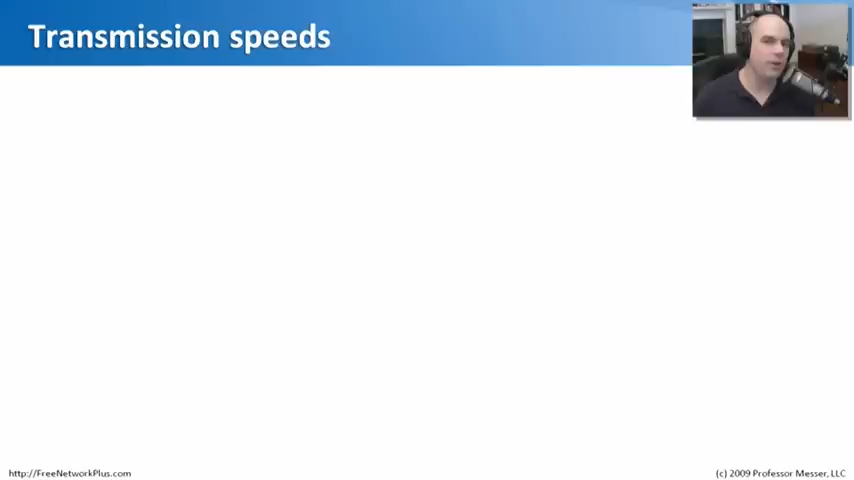 Transmission speeds
http://FreeNetworkPlus.com
(c) 2009 Professor Messer, LLC